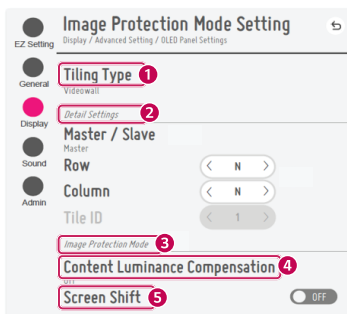 Image Protection Mode Setting
Display / Advanced Setting / OLED Panel Settings
EZ Setting
General
Display
Sound
Admin
Tiling Type 1
Videowall
Detail Settings 2
Master / Slave
Master
Row < N >
Column < N >
Tile ID < 1 >
Image Protection Mode 3
Content Luminance Compensation 4
Off
Screen Shift 5 OFF